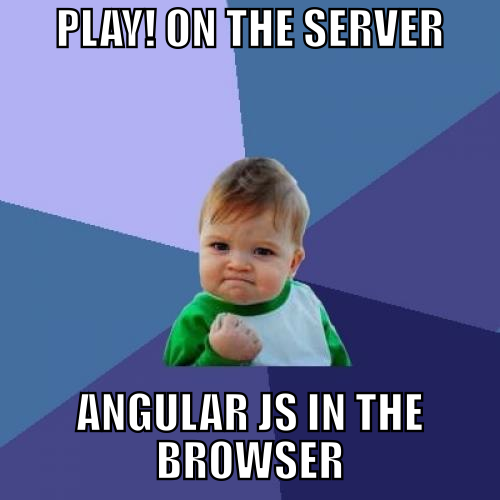 PLAY! ON THE SERVER
ANGULAR JS IN THE
BROWSER